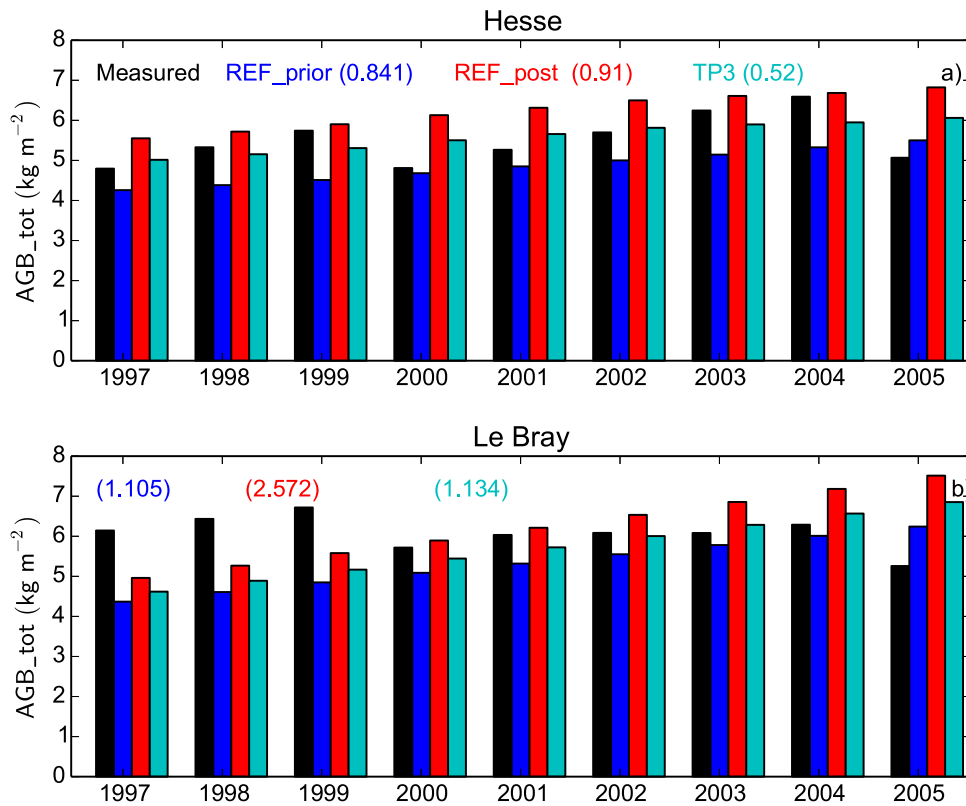 Hesse
AGB_tot (kg m⁻²)
8
7
6
5
4
3
2
1
0
Measured REF_prior (0.841) REF_post (0.91) TP3 (0.52) a)
1997 1998 1999 2000 2001 2002 2003 2004 2005
Le Bray
AGB_tot (kg m⁻²)
8
7
6
5
4
3
2
1
0
(1.105) (2.572) (1.134) b)
1997 1998 1999 2000 2001 2002 2003 2004 2005